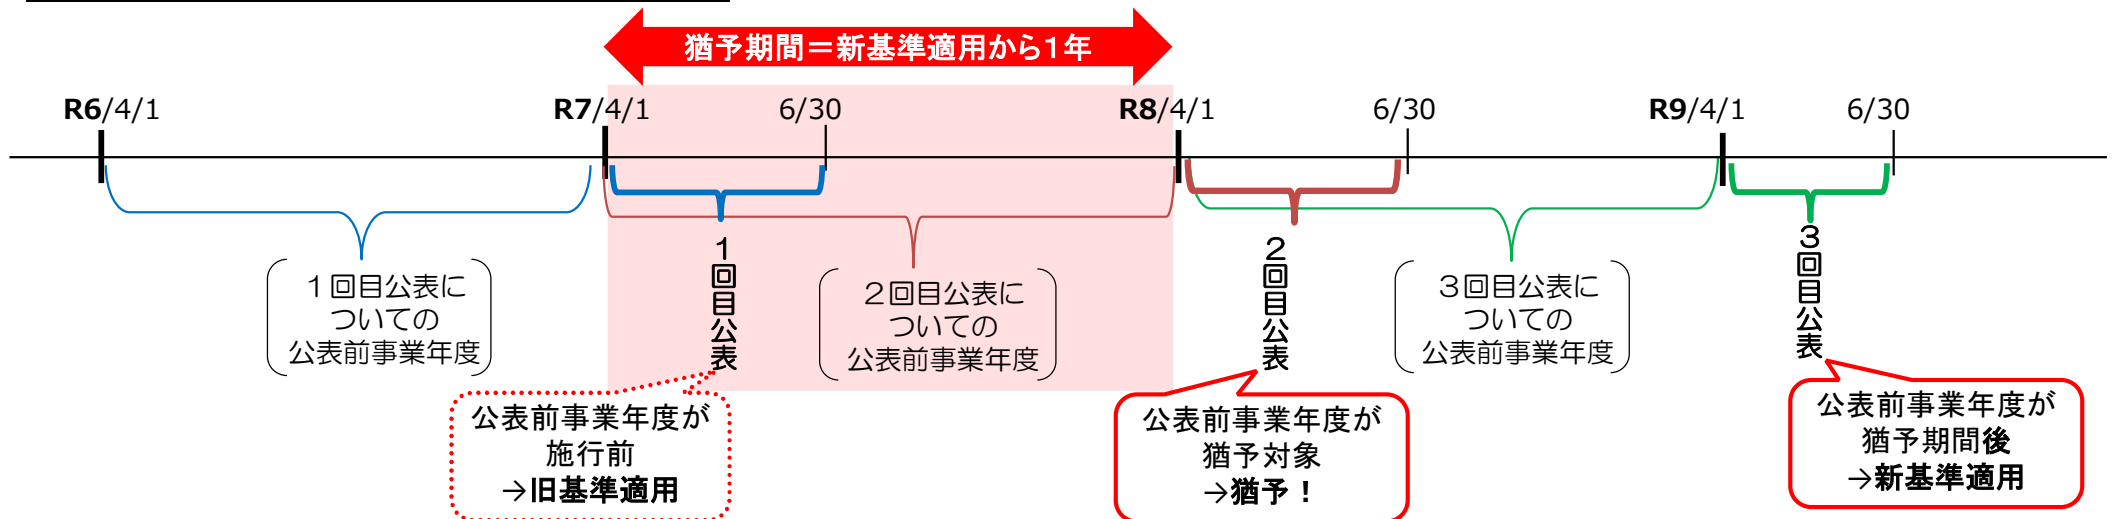 猶予期間＝新基準適用から１年
R6/4/1
R7/4/1
6/30
R8/4/1
6/30
R9/4/1
6/30
１回目公表に
ついての
公表前事業年度
１回目公表
２回目公表に
ついての
公表前事業年度
２回目公表
３回目公表に
ついての
公表前事業年度
３回目公表
公表前事業年度が
施行前
→旧基準適用
公表前事業年度が
猶予対象
→猶予！
公表前事業年度が
猶予期間後
→新基準適用